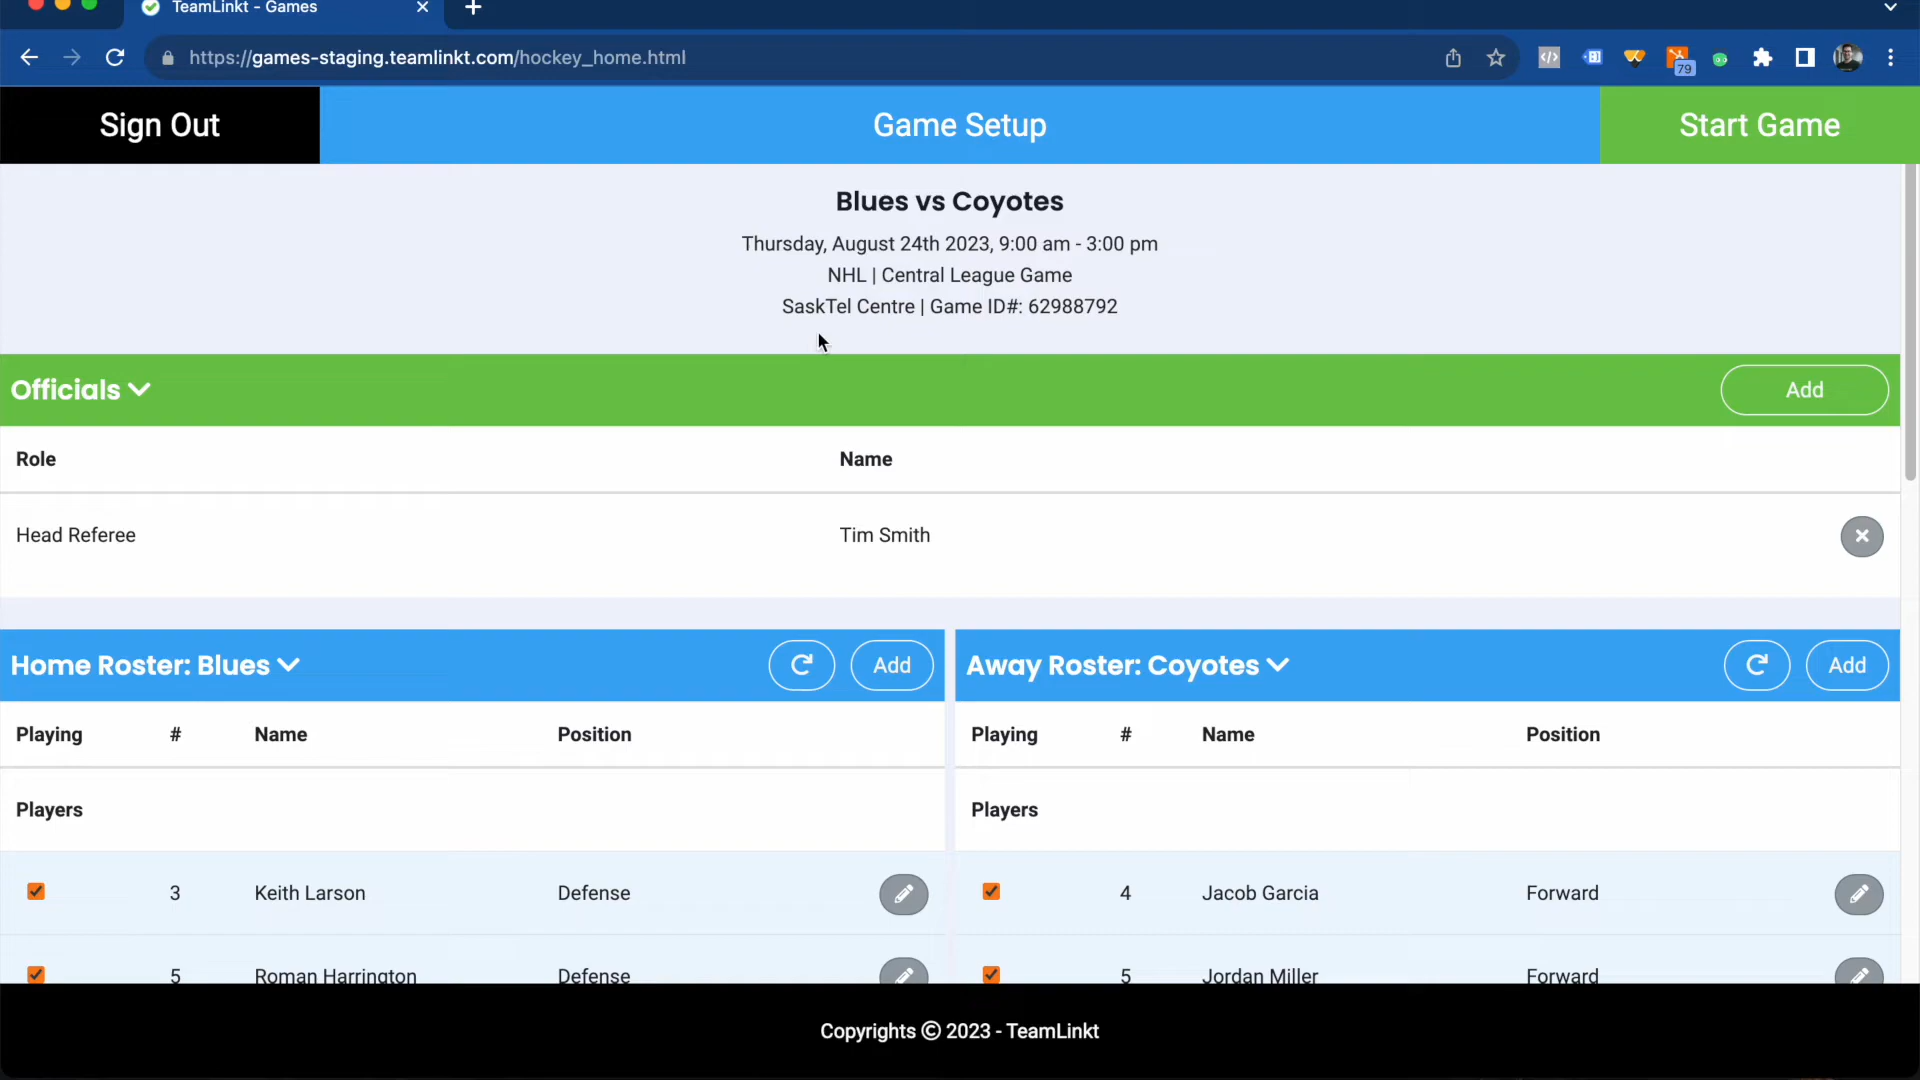 TeamLinkt - Games
https://games-staging.teamlinkt.com/hockey_home.html
79
Sign Out
Game Setup
Start Game
Blues vs Coyotes
Thursday, August 24th 2023, 9:00 am - 3:00 pm
NHL | Central League Game
SaskTel Centre | Game ID#: 62988792
Officials
Add
Role Name
Head Referee Tim Smith
Home Roster: Blues
Add
Playing # Name Position
Players
3 Keith Larson Defense
5 Roman Harrington Defense
Away Roster: Coyotes
Add
Playing # Name Position
Players
4 Jacob Garcia Forward
5 Jordan Miller Forward
Copyrights © 2023 - TeamLinkt